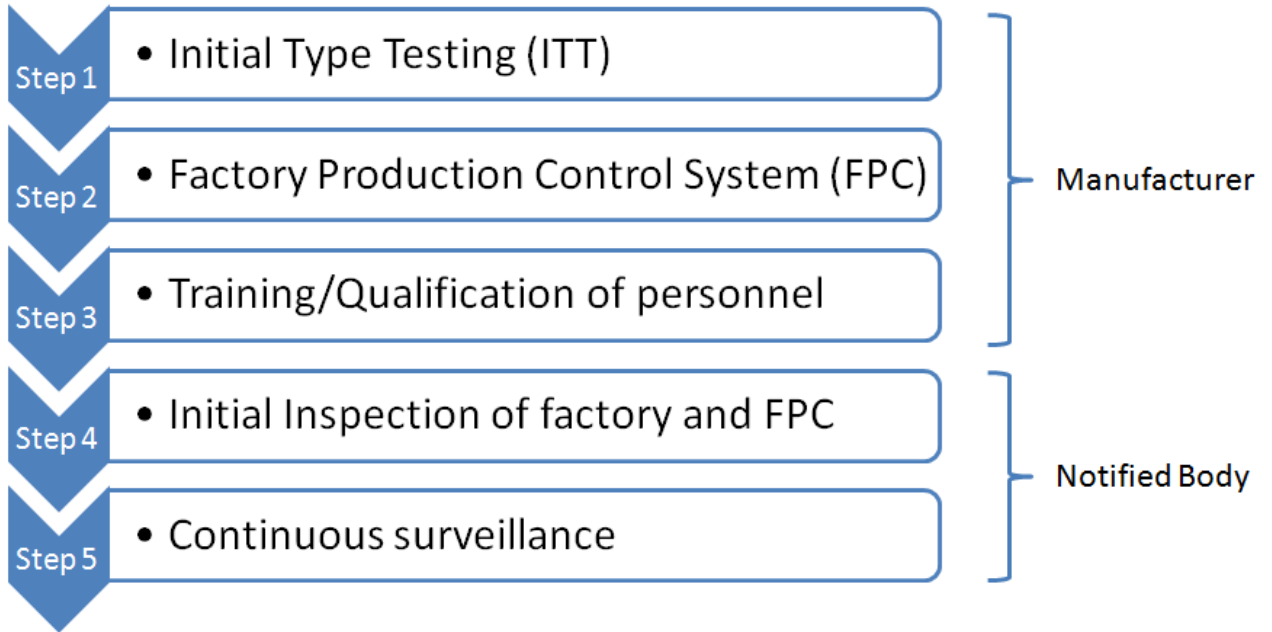 Step 1
• Initial Type Testing (ITT)
Step 2
• Factory Production Control System (FPC)
Step 3
• Training/Qualification of personnel
Manufacturer
Step 4
• Initial Inspection of factory and FPC
Step 5
• Continuous surveillance
Notified Body